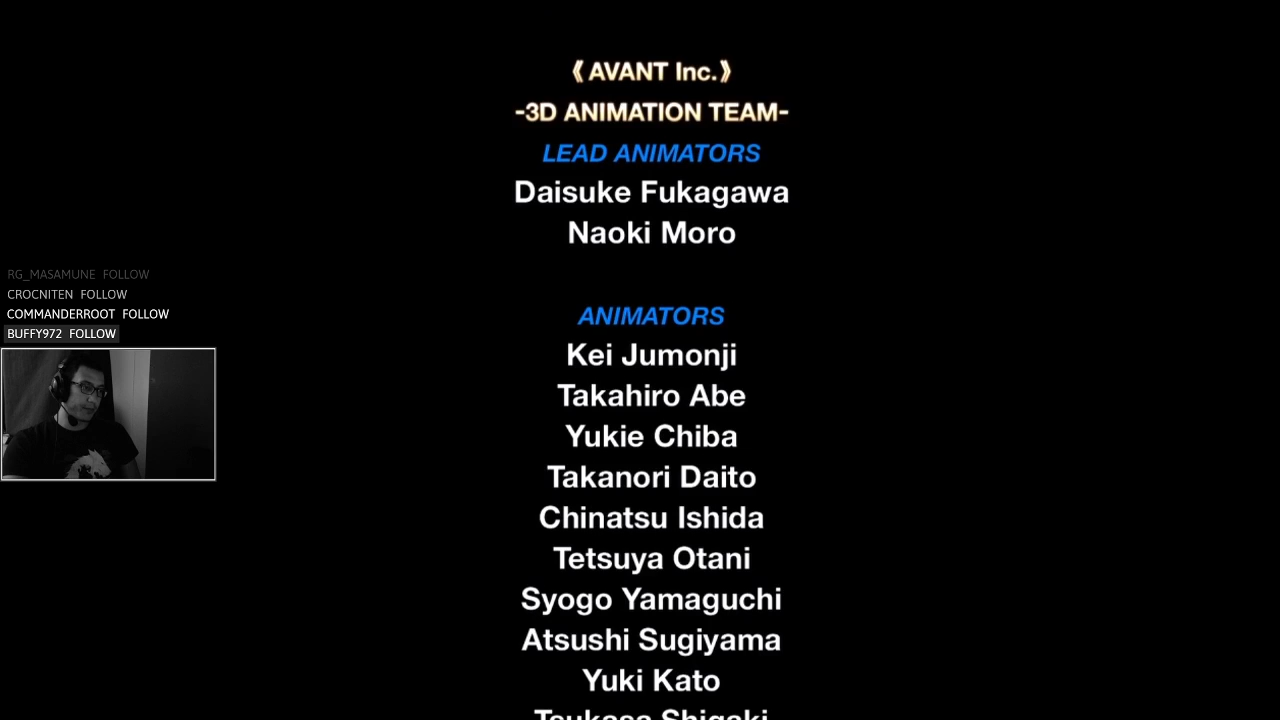 《 AVANT Inc.》
-3D ANIMATION TEAM-
LEAD ANIMATORS
Daisuke Fukagawa
Naoki Moro
RG_MASAMUNE FOLLOW
CROCNITEN FOLLOW
COMMANDERROOT FOLLOW
BUFFY972 FOLLOW
ANIMATORS
Kei Jumonji
Takahiro Abe
Yukie Chiba
Takanori Daito
Chinatsu Ishida
Tetsuya Otani
Syogo Yamaguchi
Atsushi Sugiyama
Yuki Kato
Tsukasa Shigaki